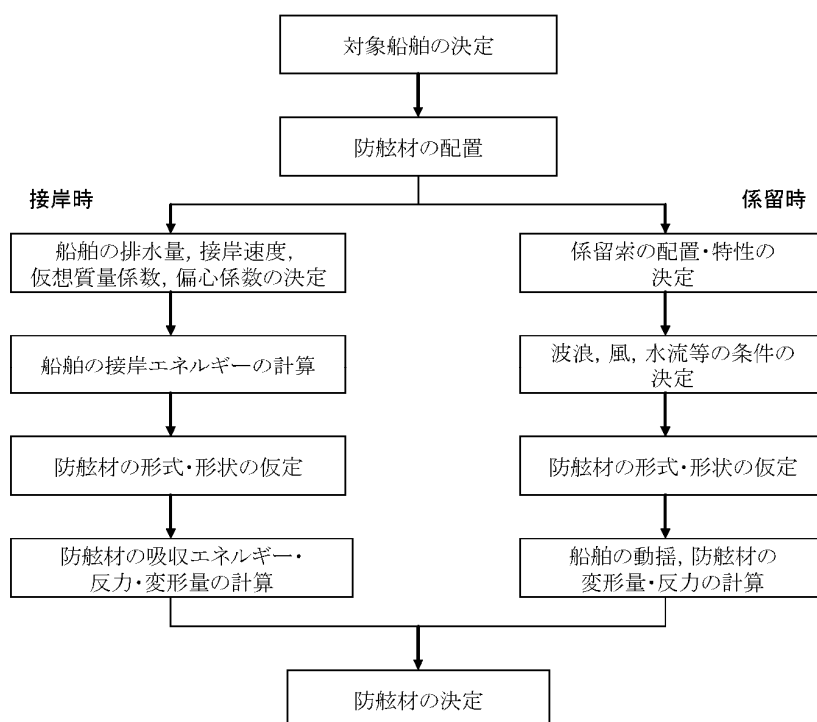 対象船舶の決定
防舷材の配置
接岸時
船舶の排水量, 接岸速度,
仮想質量係数, 偏心係数の決定
船舶の接岸エネルギーの計算
防舷材の形式・形状の仮定
防舷材の吸収エネルギー・
反力・変形量の計算
係留時
係留索の配置・特性の
決定
波浪, 風, 水流等の条件の
決定
防舷材の形式・形状の仮定
船舶の動揺, 防舷材の
変形量・反力の計算
防舷材の決定